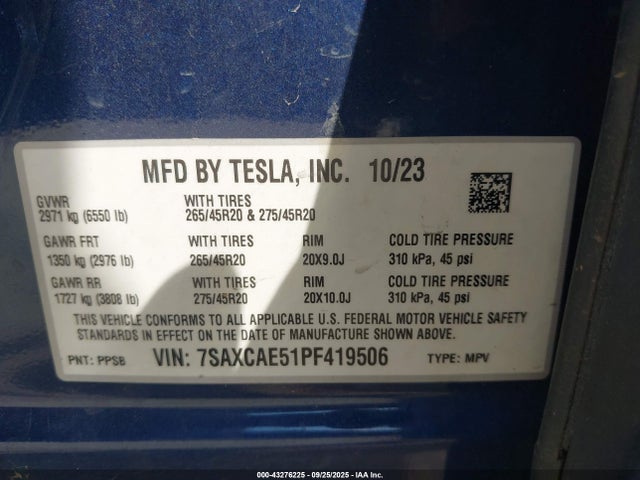 MFD BY TESLA, INC. 10/23
GVWR WITH TIRES
2971 kg (6550 lb) 265/45R20 & 275/45R20
GAWR FRT WITH TIRES RIM COLD TIRE PRESSURE
1350 kg (2976 lb) 265/45R20 20X9.0J 310 kPa, 45 psi
GAWR RR WITH TIRES RIM COLD TIRE PRESSURE
1727 kg (3808 lb) 275/45R20 20X10.0J 310 kPa, 45 psi
THIS VEHICLE CONFORMS TO ALL APPLICABLE U.S. FEDERAL MOTOR VEHICLE SAFETY
STANDARDS IN EFFECT ON THE DATE OF MANUFACTURE SHOWN ABOVE.
PNT: PPSB VIN: 7SAXCAE51PF419506 TYPE: MPV
000-43276225 - 09/25/2025 - IAA Inc.